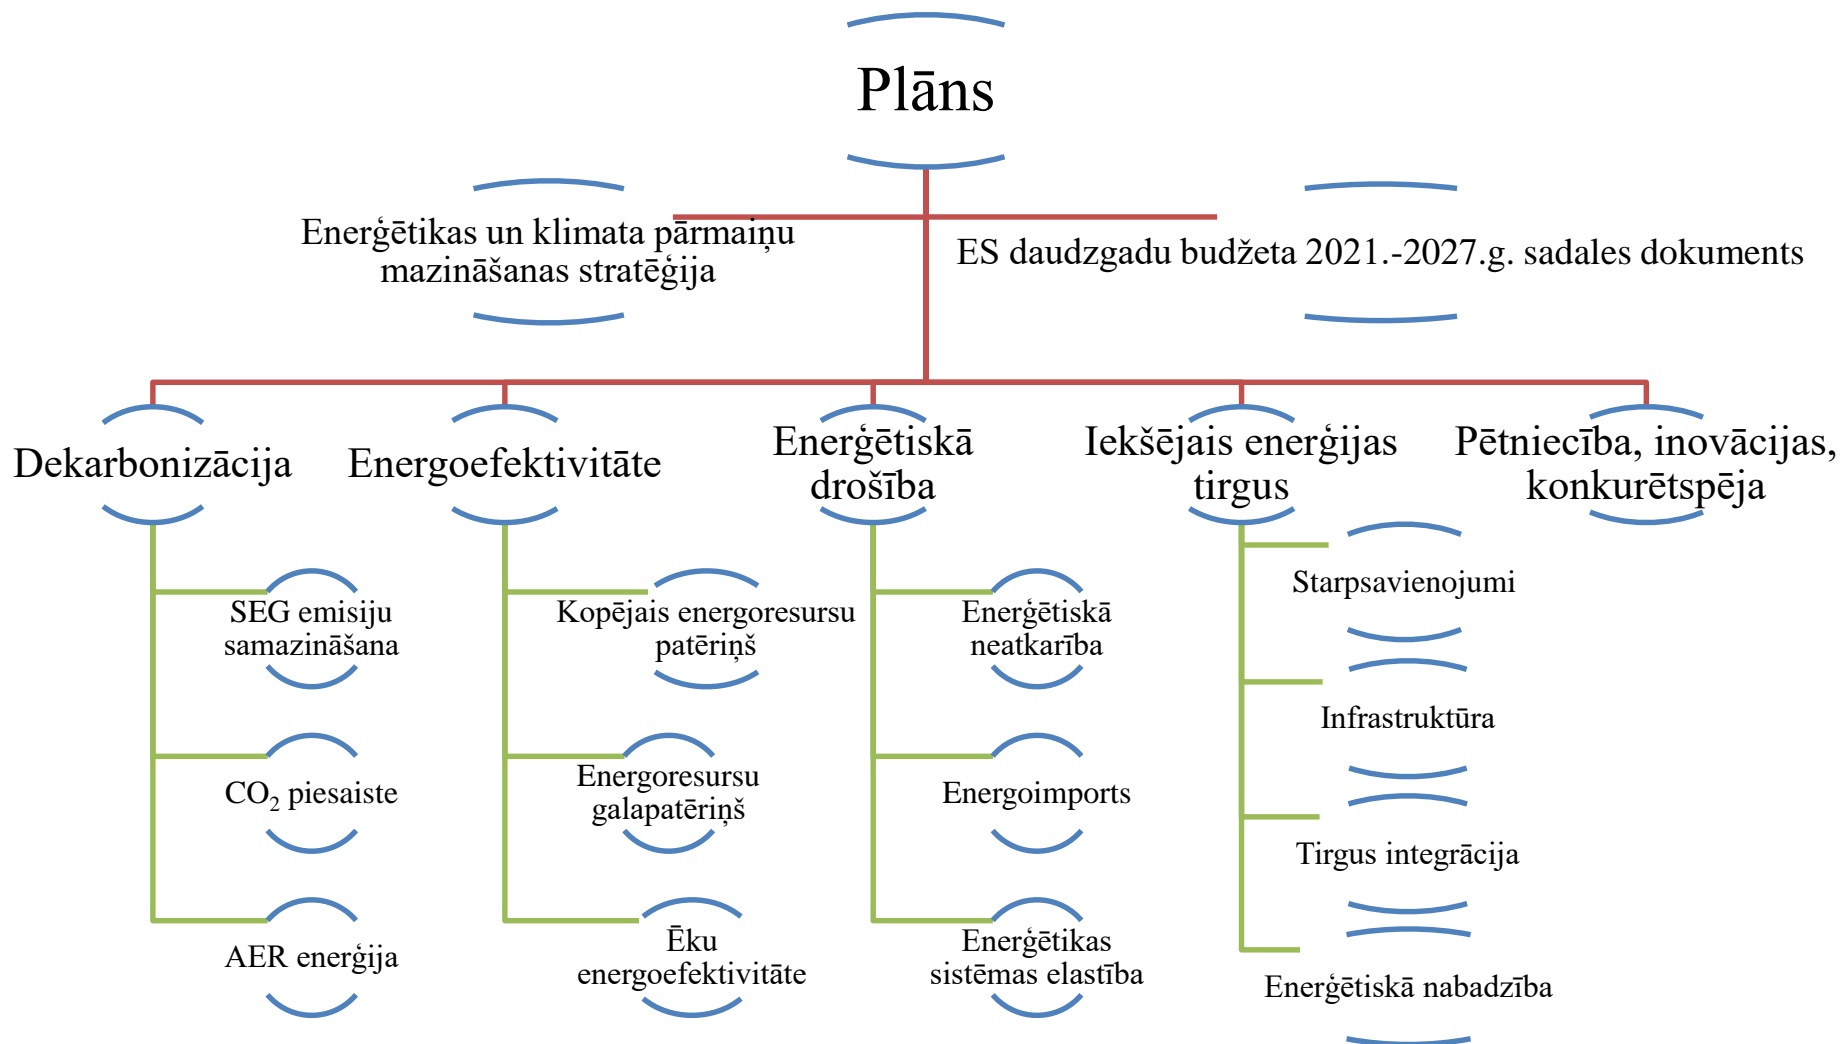 Plāns
Enerģētikas un klimata pārmaiņu
mazināšanas stratēģija
ES daudzgadu budžeta 2021.-2027.g. sadales dokuments
Dekarbonizācija
Energoefektivitāte
Enerģētiskā
drošība
Iekšējais enerģijas
tirgus
Pētniecība, inovācijas,
konkurētspēja
SEG emisiju
samazināšana
CO₂ piesaiste
AER enerģija
Kopējais energoresursu
patēriņš
Energoresursu
galapatēriņš
Ēku
energoefektivitāte
Enerģētiskā
neatkarība
Energoimports
Enerģētikas
sistēmas elastība
Starpsavienojumi
Infrastruktūra
Tirgus integrācija
Enerģētiskā nabadzība